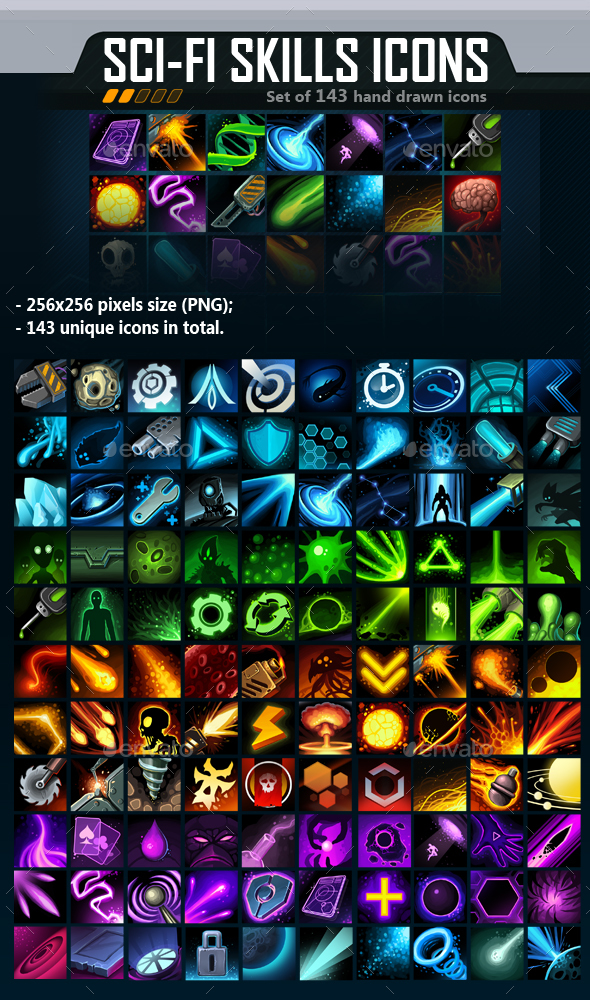 SCI-FI SKILLS ICONS
Set of 143 hand drawn icons
envato envato
- 256x256 pixels size (PNG);
- 143 unique icons in total.
envato envato
envato envato